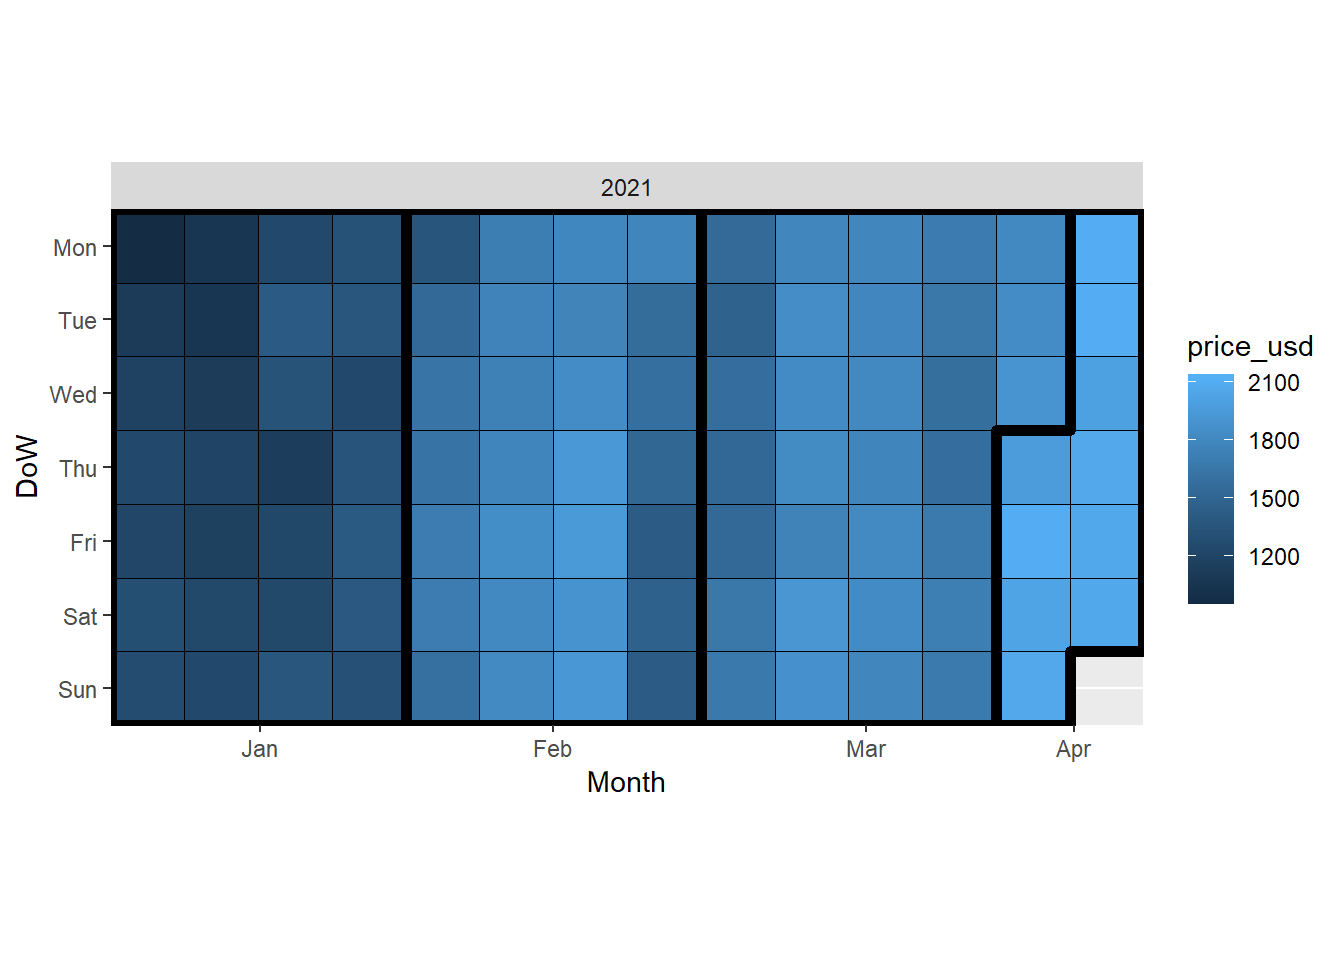 2021
Mon
Tue
Wed
Thu
Fri
Sat
Sun
DoW
Jan Feb Mar Apr
Month
price_usd
2100
1800
1500
1200